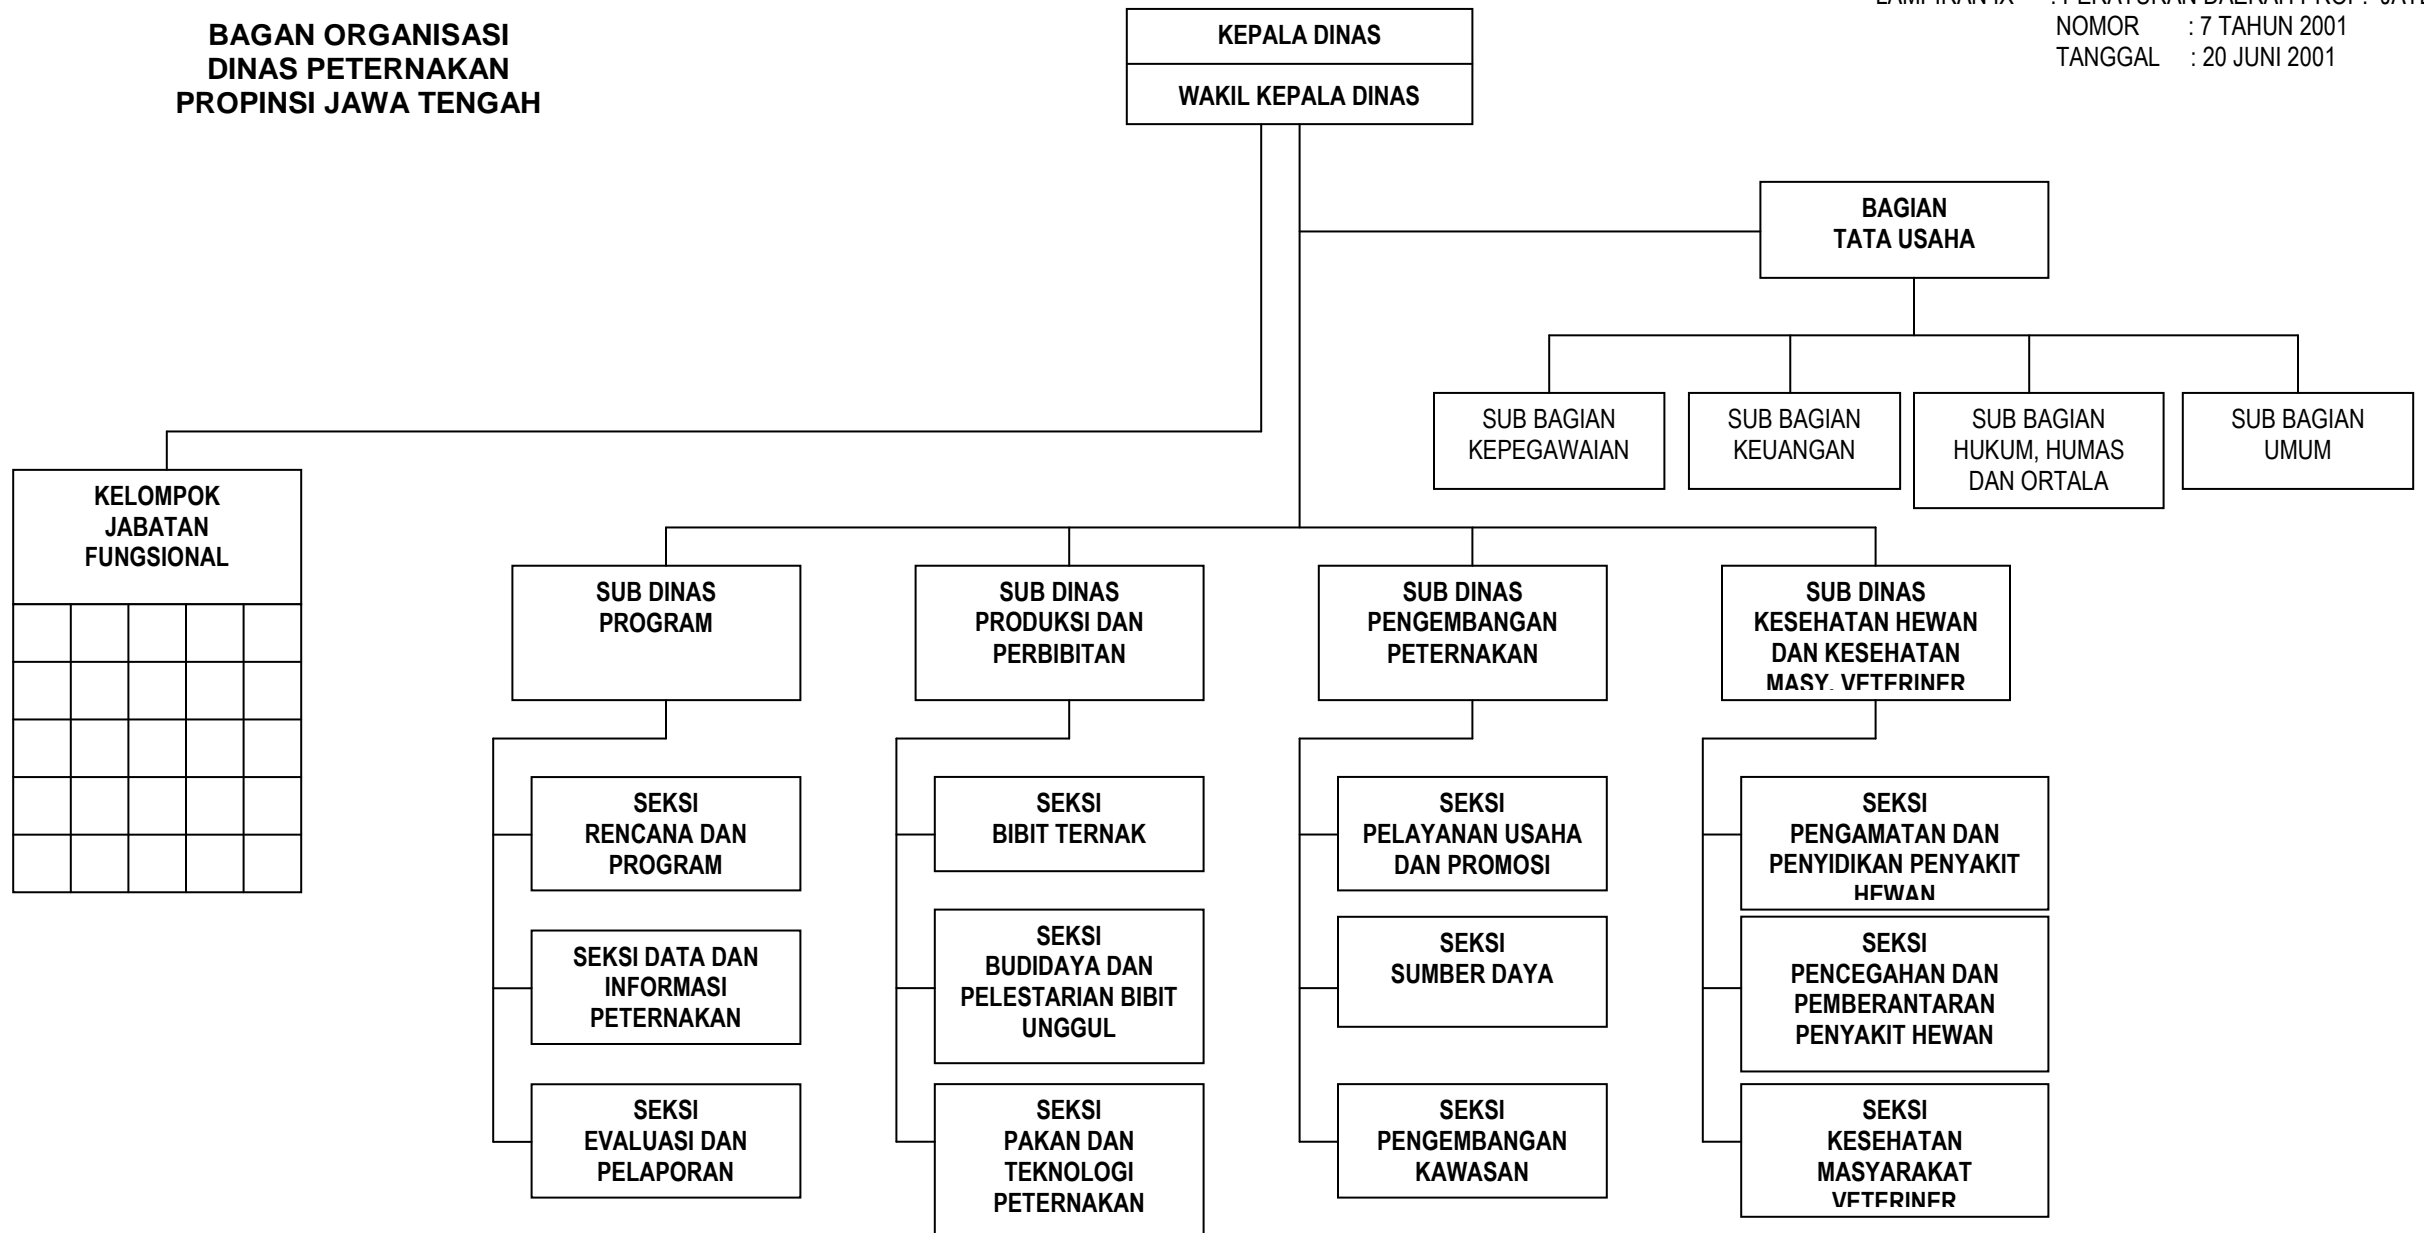 BAGAN ORGANISASI
DINAS PETERNAKAN
PROPINSI JAWA TENGAH
KEPALA DINAS
WAKIL KEPALA DINAS
LAMPIRAN IX : PERATURAN DAERAH PROP. JATE
NOMOR : 7 TAHUN 2001
TANGGAL : 20 JUNI 2001
BAGIAN
TATA USAHA
SUB BAGIAN
KEPEGAWAIAN
SUB BAGIAN
KEUANGAN
SUB BAGIAN
HUKUM, HUMAS
DAN ORTALA
SUB BAGIAN
UMUM
KELOMPOK
JABATAN
FUNGSIONAL
SUB DINAS
PROGRAM
SUB DINAS
PRODUKSI DAN
PERBIBITAN
SUB DINAS
PENGEMBANGAN
PETERNAKAN
SUB DINAS
KESEHATAN HEWAN
DAN KESEHATAN
MASY. VETERINER
SEKSI
RENCANA DAN
PROGRAM
SEKSI
BIBIT TERNAK
SEKSI
PELAYANAN USAHA
DAN PROMOSI
SEKSI
PENGAMATAN DAN
PENYIDIKAN PENYAKIT
HEWAN
SEKSI DATA DAN
INFORMASI
PETERNAKAN
SEKSI
BUDIDAYA DAN
PELESTARIAN BIBIT
UNGGUL
SEKSI
SUMBER DAYA
SEKSI
PENCEGAHAN DAN
PEMBERANTARAN
PENYAKIT HEWAN
SEKSI
EVALUASI DAN
PELAPORAN
SEKSI
PAKAN DAN
TEKNOLOGI
PETERNAKAN
SEKSI
PENGEMBANGAN
KAWASAN
SEKSI
KESEHATAN
MASYARAKAT
VETERINER